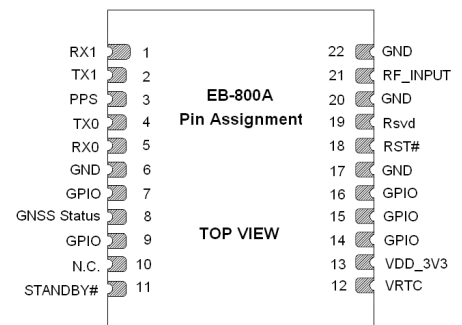 RX1 1 22 GND
TX1 2 21 RF_INPUT
PPS 3 EB-800A 20 GND
TX0 4 Pin Assignment 19 Rsvd
RX0 5 18 RST#
GND 6 17 GND
GPIO 7 16 GPIO
GNSS Status 8 15 GPIO
GPIO 9 TOP VIEW 14 GPIO
N.C. 10 13 VDD_3V3
STANDBY# 11 12 VRTC